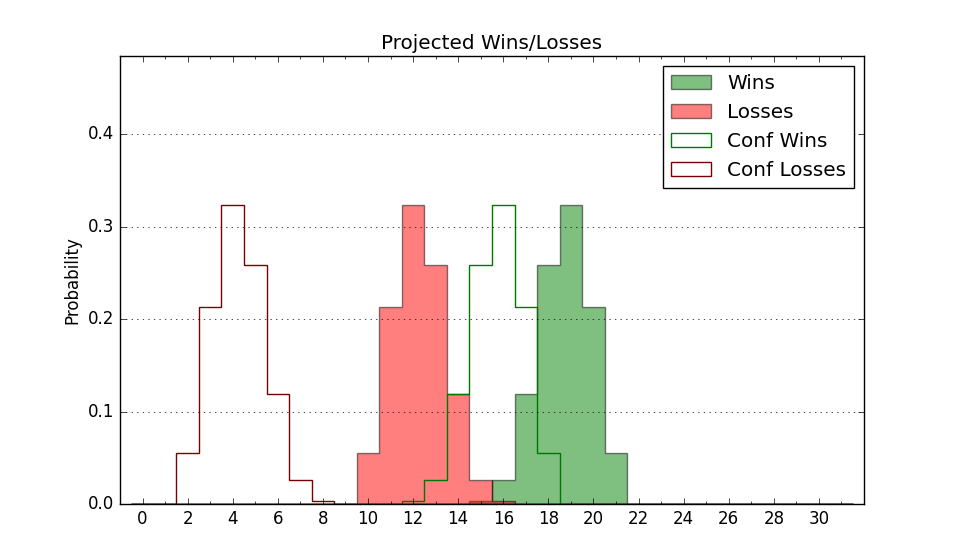 Projected Wins/Losses
Wins
Losses
Conf Wins
Conf Losses
Probability
0.4
0.3
0.2
0.1
0.0
0 2 4 6 8 10 12 14 16 18 20 22 24 26 28 30